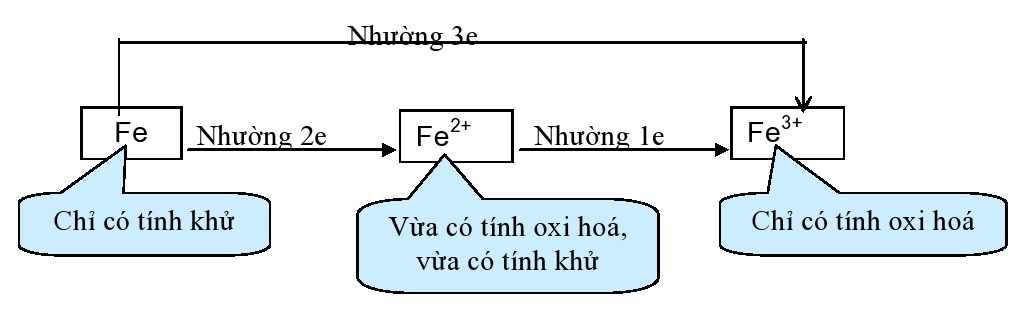 Nhường 3e
Fe
Nhường 2e
Fe²⁺
Nhường 1e
Fe³⁺
Chỉ có tính khử
Vừa có tính oxi hoá,
vừa có tính khử
Chỉ có tính oxi hoá